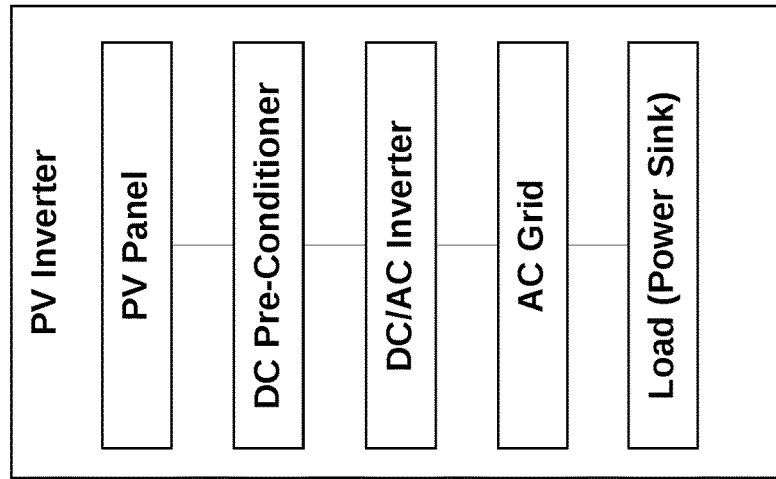 PV Inverter
PV Panel
DC Pre-Conditioner
DC/AC Inverter
AC Grid
Load (Power Sink)